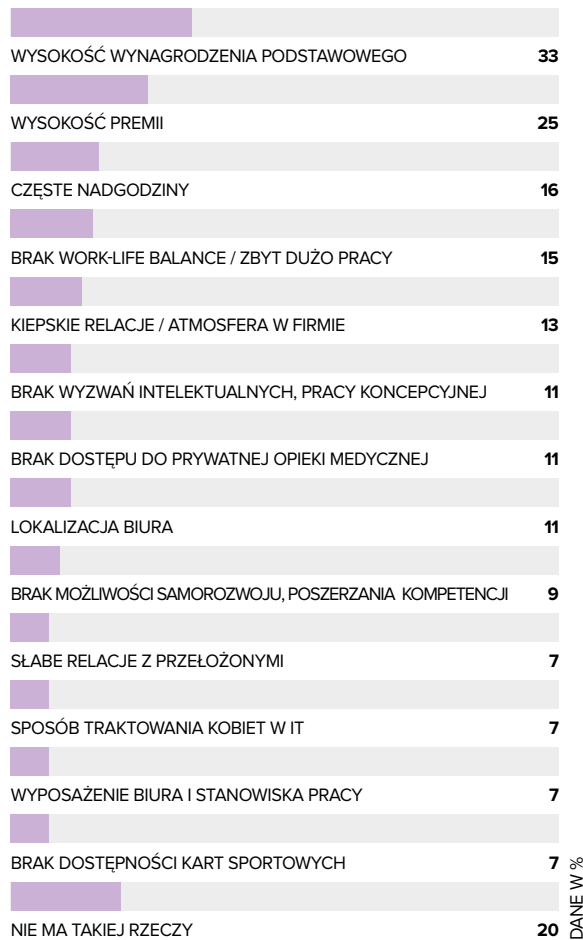 WYSOKOŚĆ WYNAGRODZENIA PODSTAWOWEGO 33
WYSOKOŚĆ PREMII 25
CZĘSTE NADGODZINY 16
BRAK WORK-LIFE BALANCE / ZBYT DUŻO PRACY 15
KIEPSKIE RELACJE / ATMOSFERA W FIRMIE 13
BRAK WYZWAŃ INTELEKTUALNYCH, PRACY KONCEPCYJNEJ 11
BRAK DOSTĘPU DO PRYWATNEJ OPIEKI MEDYCZNEJ 11
LOKALIZACJA BIURA 11
BRAK MOŻLIWOŚCI SAMOROZWOJU, POSZERZANIA KOMPETENCJI 9
SŁABE RELACJE Z PRZEŁOŻONYMI 7
SPOSÓB TRAKTOWANIA KOBIET W IT 7
WYPOSAŻENIE BIURA I STANOWISKA PRACY 7
BRAK DOSTĘPNOŚCI KART SPORTOWYCH 7
NIE MA TAKIEJ RZECZY 20
DANE W %